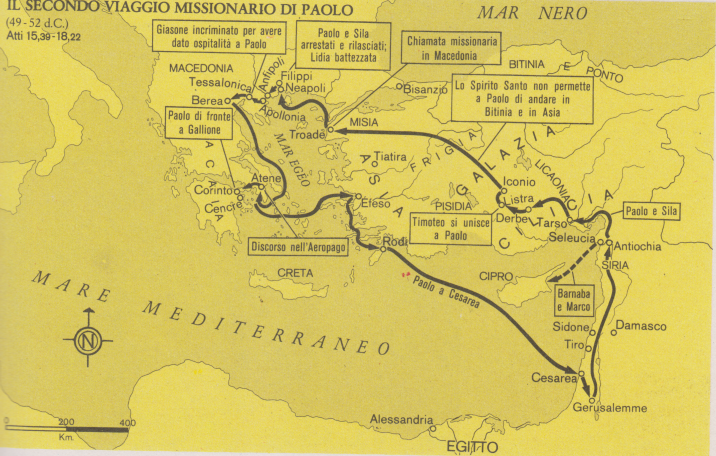 IL SECONDO VIAGGIO MISSIONARIO DI PAOLO
(49-52 d.C.)
Atti 15,39-18,22
MAR NERO
Giasone incriminato per avere
dato ospitalità a Paolo
Paolo e Sila
arrestati e rilasciati;
Lidia battezzata
Chiamata missionaria
in Macedonia
BITINIA E PONTO
MACEDONIA
Tessalonica
Anfipoli
Filippi
Neapoli
Bisanzio
Lo Spirito Santo non permette
a Paolo di andare in
Bitinia e in Asia
Berea
Apollonia
Paolo di fronte
a Gallione
Troade
MISIA
MAR EGEO
Tiatira
FRIGIA
GALAZIA
ASIA
LICAONIA
CILICIA
ACAIA
Atene
Corinto
Cencre
Efeso
PISIDIA
Iconio
Listra
Derbe
Tarso
Paolo e Sila
Timoteo si unisce
a Paolo
Seleucia
Antiochia
SIRIA
Discorso nell'Aeropago
Rodi
CRETA
Paolo a Cesarea
CIPRO
Barnaba
e Marco
MARE MEDITERRANEO
N
Sidone
Damasco
Tiro
Cesarea
Gerusalemme
0 200 400
Km.
Alessandria
EGITTO